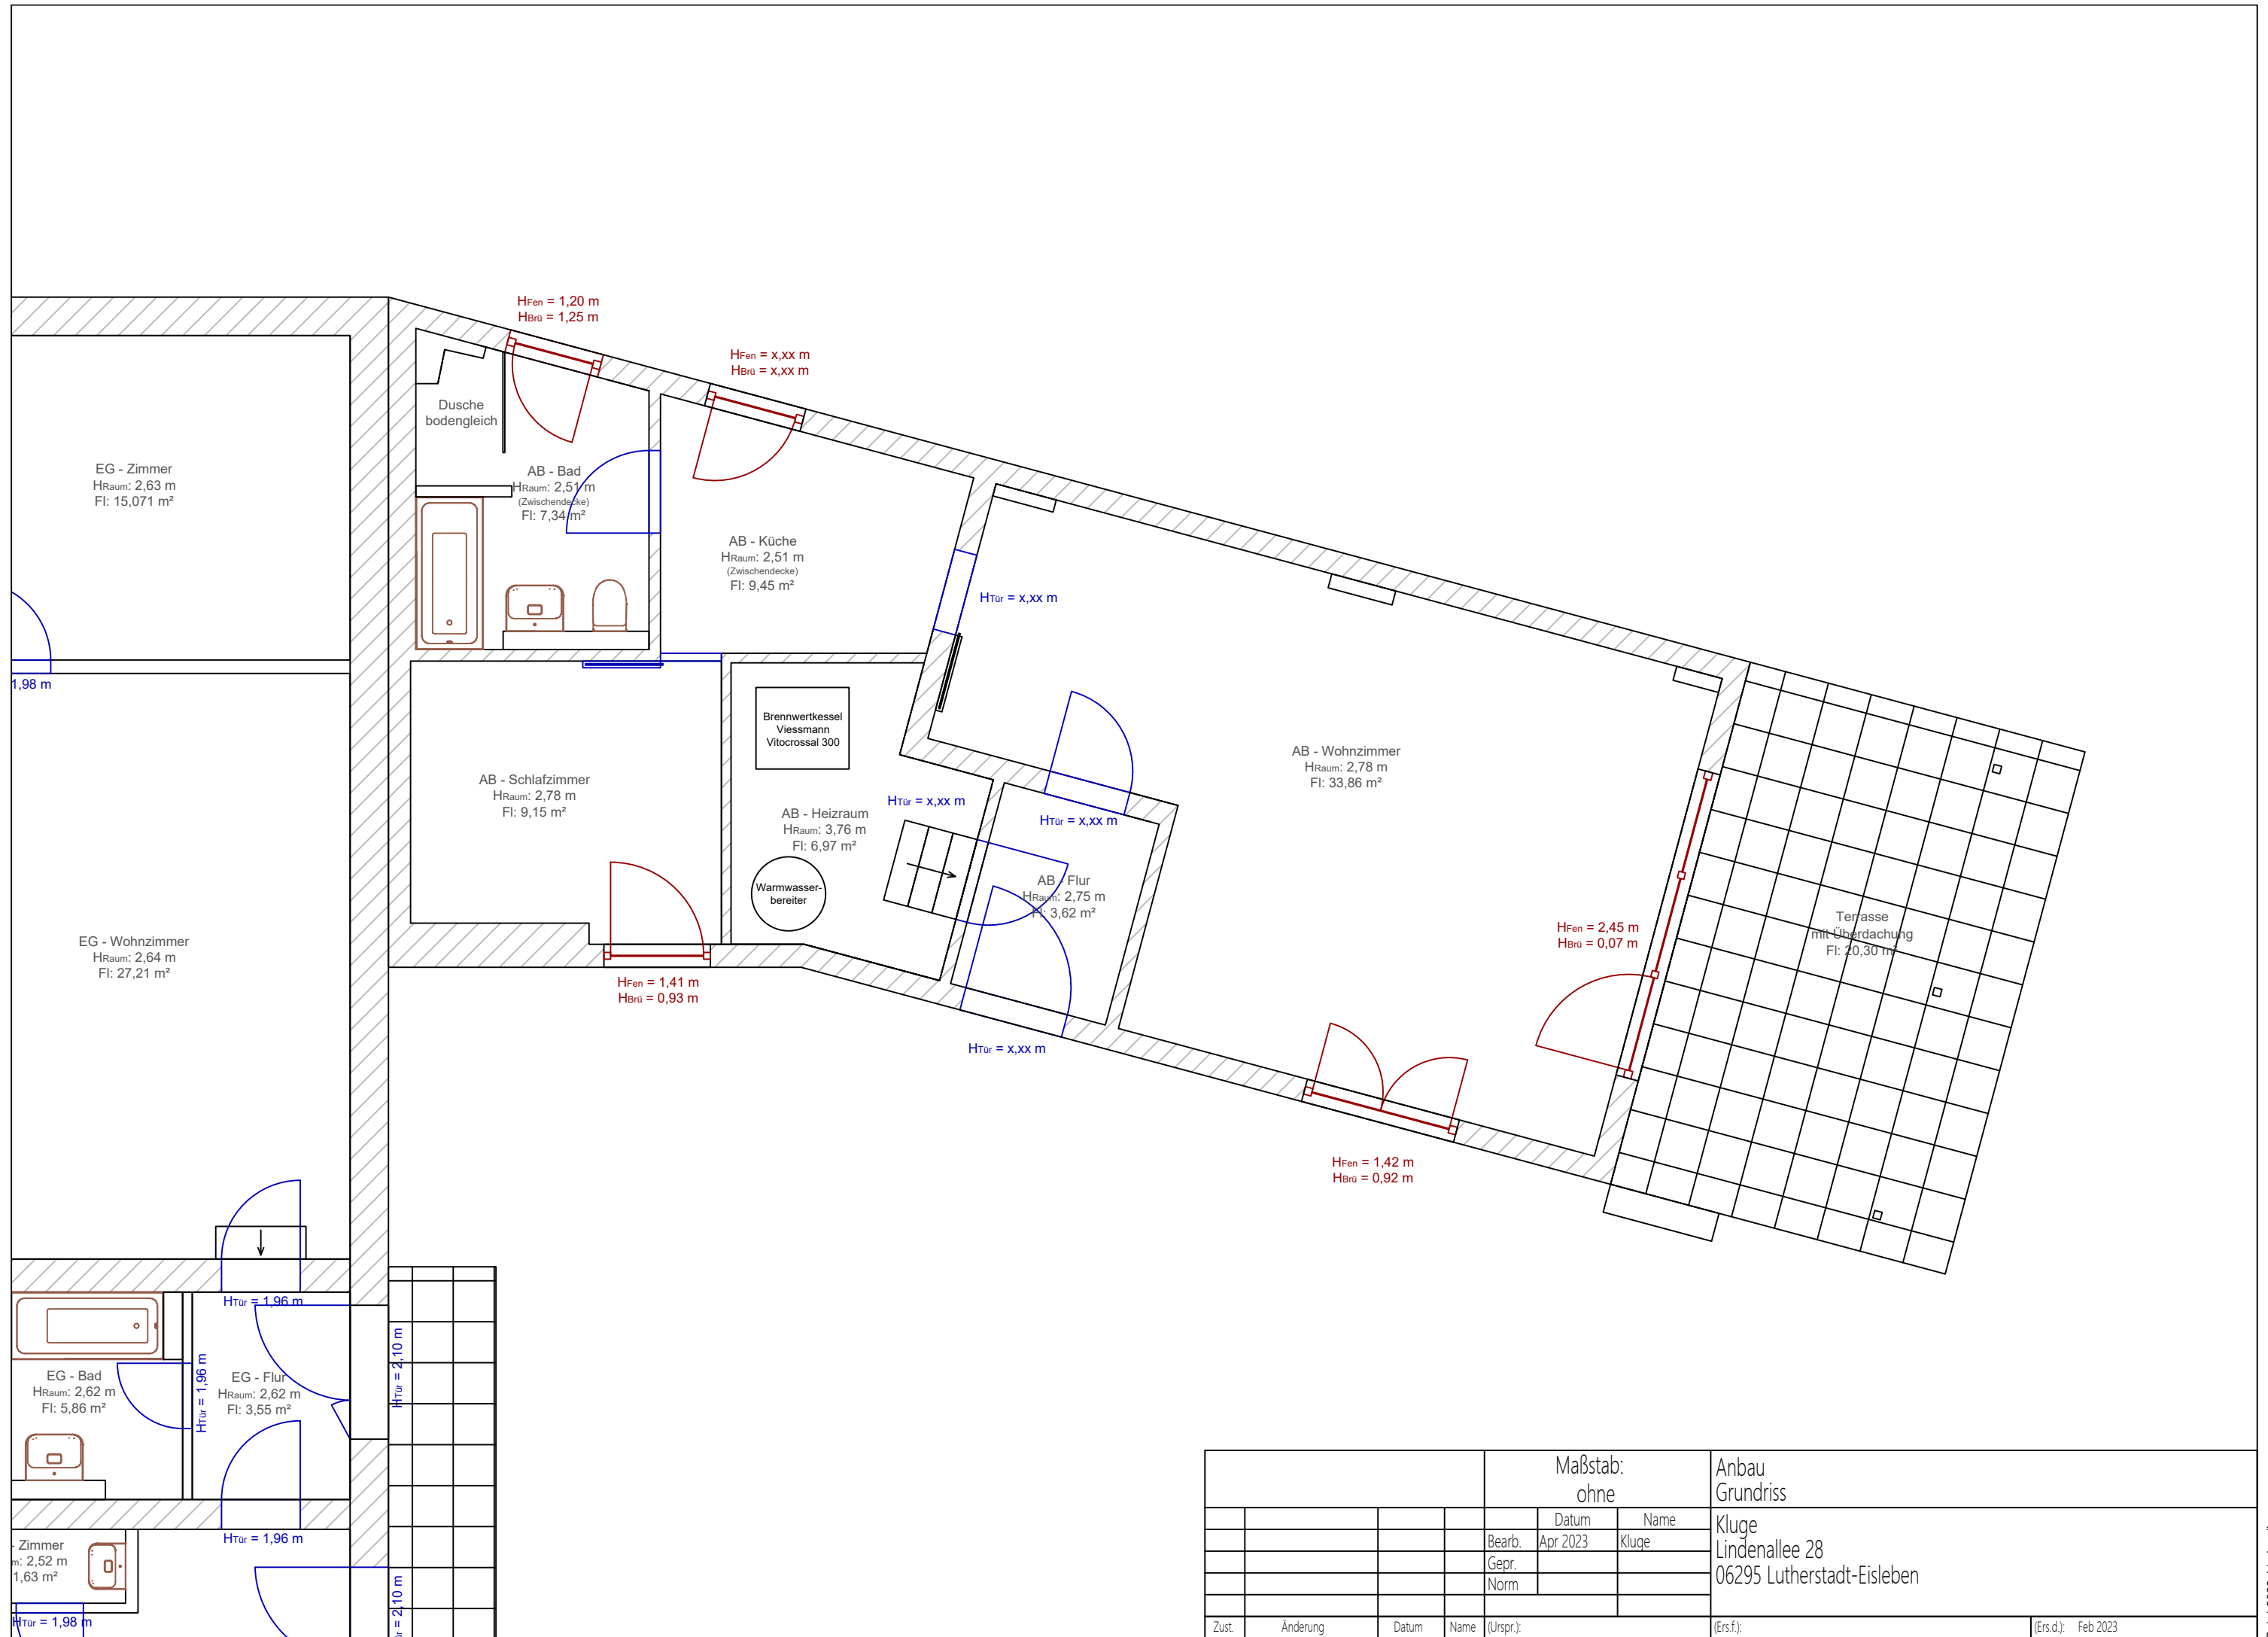 HFen = 1,20 m
HBrü = 1,25 m
HFen = x,xx m
HBrü = x,xx m
Dusche
bodengleich
EG - Zimmer
HRaum: 2,63 m
Fl: 15,071 m²
AB - Bad
HRaum: 2,51 m
(Zwischendecke)
Fl: 7,34 m²
AB - Küche
HRaum: 2,51 m
(Zwischendecke)
Fl: 9,45 m²
HTür = x,xx m
1,98 m
Brennwertkessel
Viessmann
Vitocrossal 300
AB - Schlafzimmer
HRaum: 2,78 m
Fl: 9,15 m²
AB - Heizraum
HRaum: 3,76 m
Fl: 6,97 m²
HTür = x,xx m
HTür = x,xx m
AB - Wohnzimmer
HRaum: 2,78 m
Fl: 33,86 m²
Warmwasser-
bereiter
AB - Flur
HRaum: 2,75 m
Fl: 3,62 m²
EG - Wohnzimmer
HRaum: 2,64 m
Fl: 27,21 m²
HFen = 2,45 m
HBrü = 0,07 m
Terrasse
mit Überdachung
Fl: 20,30 m²
HFen = 1,41 m
HBrü = 0,93 m
HTür = x,xx m
HFen = 1,42 m
HBrü = 0,92 m
HTür = 1,96 m
HTür = 1,96 m
HTür = 2,10 m
EG - Bad
HRaum: 2,62 m
Fl: 5,86 m²
EG - Flur
HRaum: 2,62 m
Fl: 3,55 m²
HTür = 1,96 m
- Zimmer
m: 2,52 m
1,63 m²
HTür = 1,98 m
= 2,10 m
Maßstab:
ohne
Anbau
Grundriss
Datum Name
Bearb. Apr 2023 Kluge
Gepr.
Norm
Kluge
Lindenallee 28
06295 Lutherstadt-Eisleben
Zust. Änderung Datum Name (Urspr.): (Ers.f.): (Ers.d.): Feb 2023